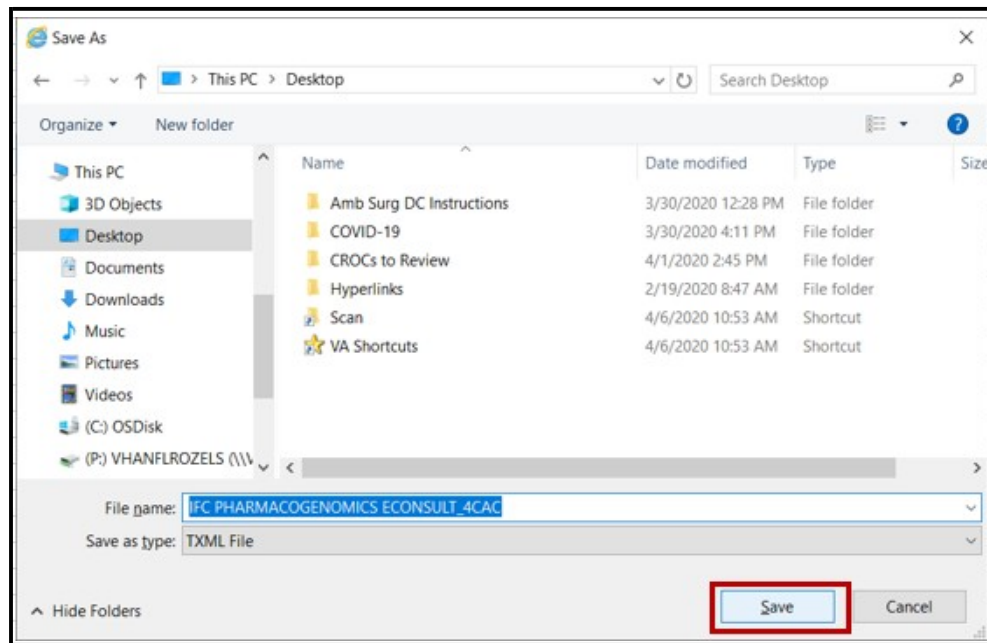 Save As
This PC > Desktop
Search Desktop
Organize
New folder
?
Name Date modified Type Size
This PC
3D Objects
Desktop
Documents
Downloads
Music
Pictures
Videos
(C:) OSDisk
(P:) VHANFLROZELS (\\V
Amb Surg DC Instructions 3/30/2020 12:28 PM File folder
COVID-19 3/30/2020 4:11 PM File folder
CROCs to Review 4/1/2020 2:45 PM File folder
Hyperlinks 2/19/2020 8:47 AM File folder
Scan 4/6/2020 10:53 AM Shortcut
VA Shortcuts 4/6/2020 10:53 AM Shortcut
File name: IFC PHARMACOGENOMICS ECONSULT_4CAC
Save as type: TXML File
Hide Folders
Save
Cancel